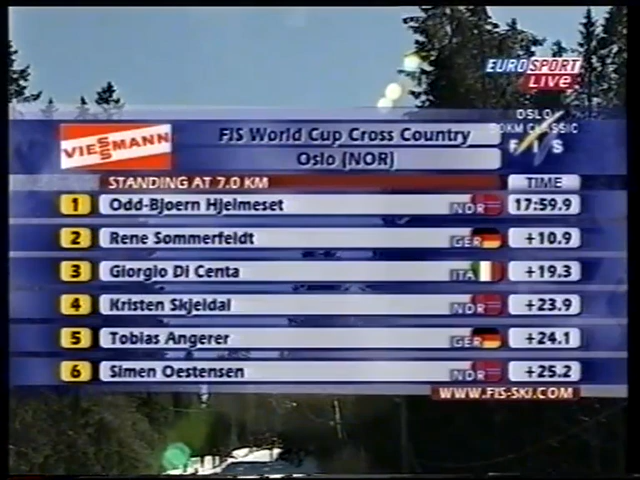 EUROSPORT
LIVE
OSLO
50KM CLASSIC
FIS
VIESSMANN
FIS World Cup Cross Country
Oslo (NOR)
STANDING AT 7.0 KM TIME
1 Odd-Bjoern Hjelmeset NOR 17:59.9
2 Rene Sommerfeldt GER +10.9
3 Giorgio Di Centa ITA +19.3
4 Kristen Skjeldal NOR +23.9
5 Tobias Angerer GER +24.1
6 Simen Oestensen NOR +25.2
WWW.FIS-SKI.COM